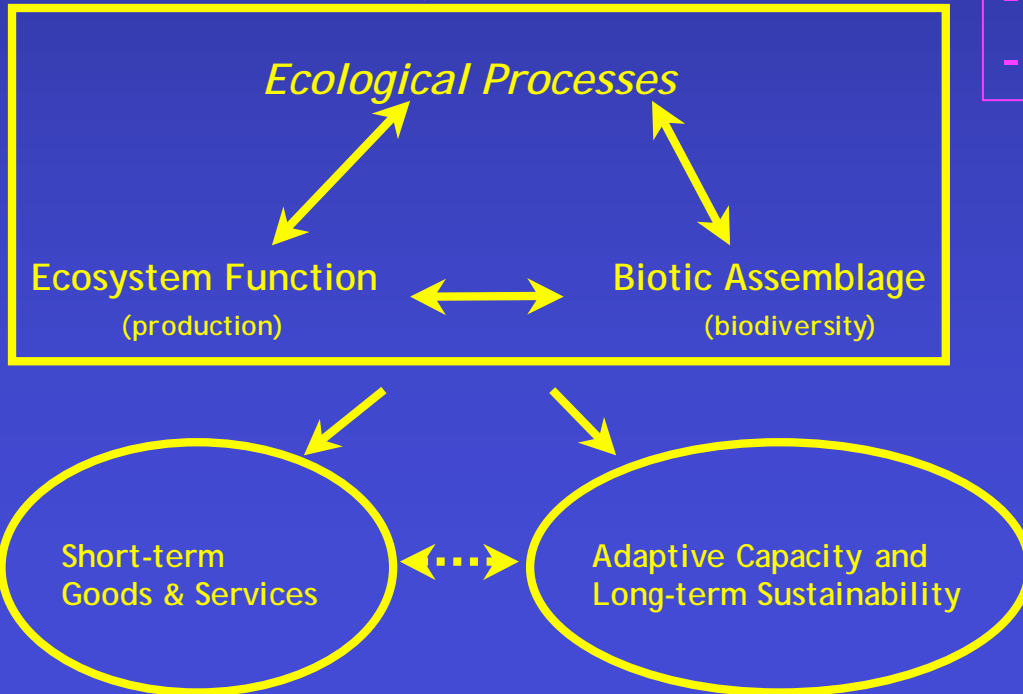 Ecological Processes
Ecosystem Function
(production)
Biotic Assemblage
(biodiversity)
Short-term
Goods & Services
Adaptive Capacity and
Long-term Sustainability